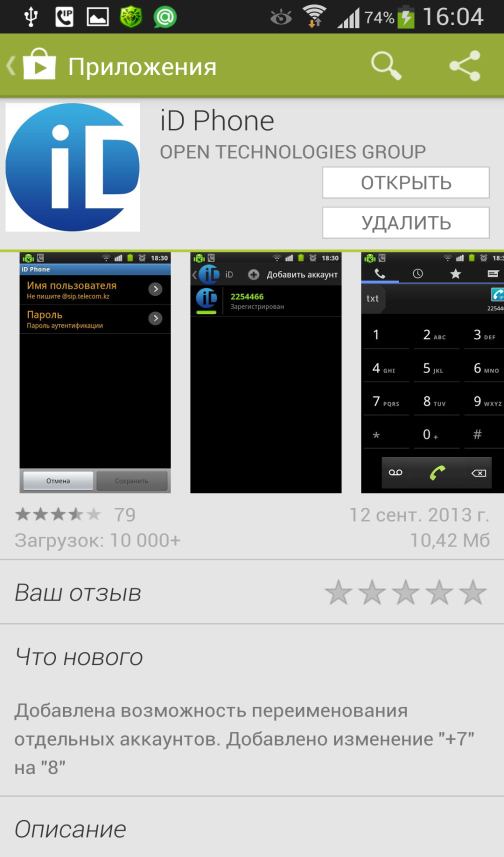 74% 16:04
Приложения
iD
iD Phone
OPEN TECHNOLOGIES GROUP
ОТКРЫТЬ
УДАЛИТЬ
18:30
iD Phone
Имя пользователя
Не пишите @sip.telecom.kz
Пароль
Пароль аутентификации
Отмена
Сохранить
18:30
iD Добавить аккаунт
iD
2254466
Зарегистрирован
txt
1 2 ABC 3 DEF
4 GHI 5 JKL 6 MNO
7 PQRS 8 TUV 9 WXYZ
* 0 + #
79
12 сент. 2013 г.
Загрузок: 10 000+
10,42 Мб
Ваш отзыв
Что нового
Добавлена возможность переименования
отдельных аккаунтов. Добавлено изменение "+7"
на "8"
Описание